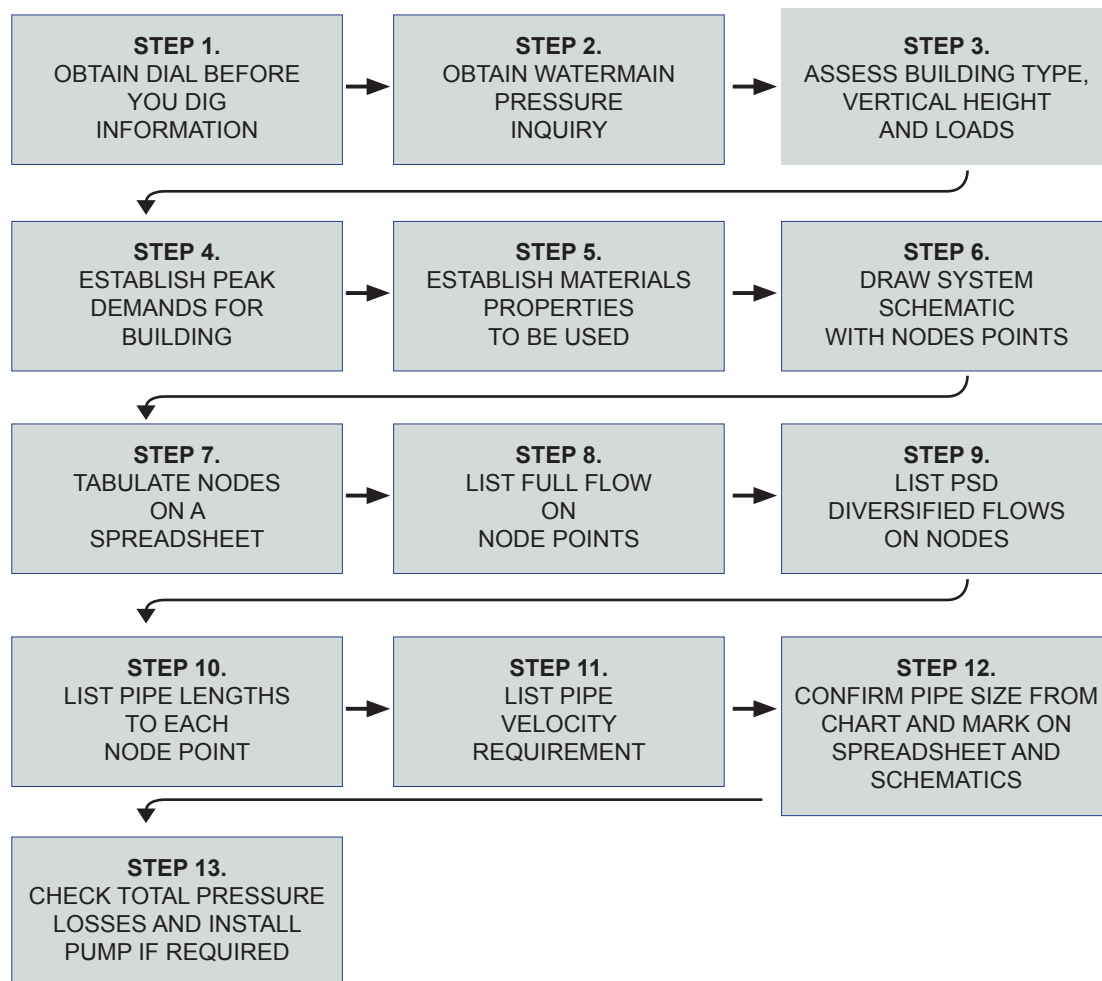 STEP 1.
OBTAIN DIAL BEFORE
YOU DIG
INFORMATION
STEP 2.
OBTAIN WATERMAIN
PRESSURE
INQUIRY
STEP 3.
ASSESS BUILDING TYPE,
VERTICAL HEIGHT
AND LOADS
STEP 4.
ESTABLISH PEAK
DEMANDS FOR
BUILDING
STEP 5.
ESTABLISH MATERIALS
PROPERTIES
TO BE USED
STEP 6.
DRAW SYSTEM
SCHEMATIC
WITH NODES POINTS
STEP 7.
TABULATE NODES
ON A
SPREADSHEET
STEP 8.
LIST FULL FLOW
ON
NODE POINTS
STEP 9.
LIST PSD
DIVERSIFIED FLOWS
ON NODES
STEP 10.
LIST PIPE LENGTHS
TO EACH
NODE POINT
STEP 11.
LIST PIPE
VELOCITY
REQUIREMENT
STEP 12.
CONFIRM PIPE SIZE FROM
CHART AND MARK ON
SPREADSHEET AND
SCHEMATICS
STEP 13.
CHECK TOTAL PRESSURE
LOSSES AND INSTALL
PUMP IF REQUIRED